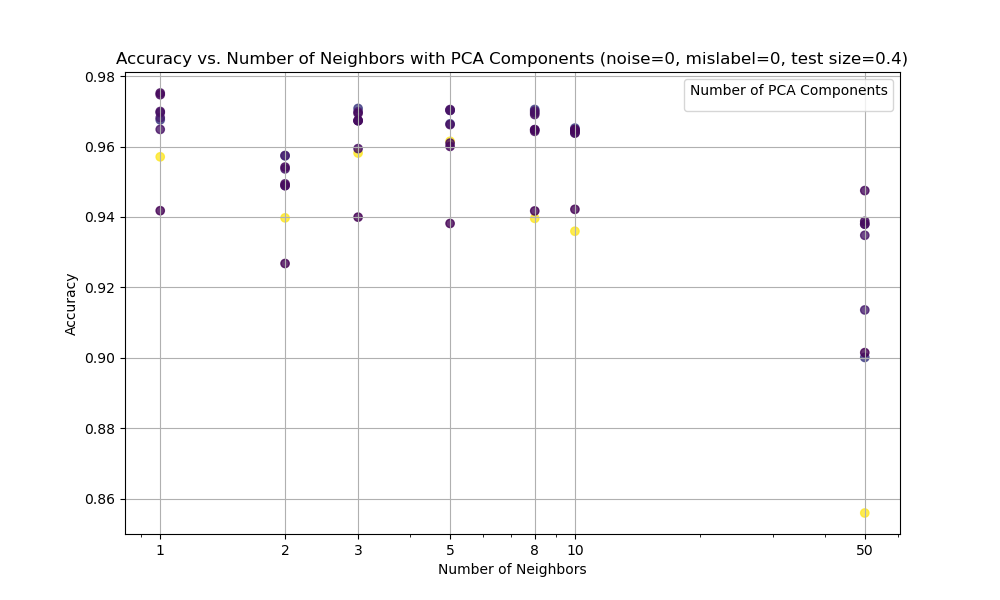 Accuracy vs. Number of Neighbors with PCA Components (noise=0, mislabel=0, test size=0.4)
Number of PCA Components
0.98
0.96
0.94
0.92
0.90
0.88
0.86
Accuracy
1 2 3 5 8 10 50
Number of Neighbors